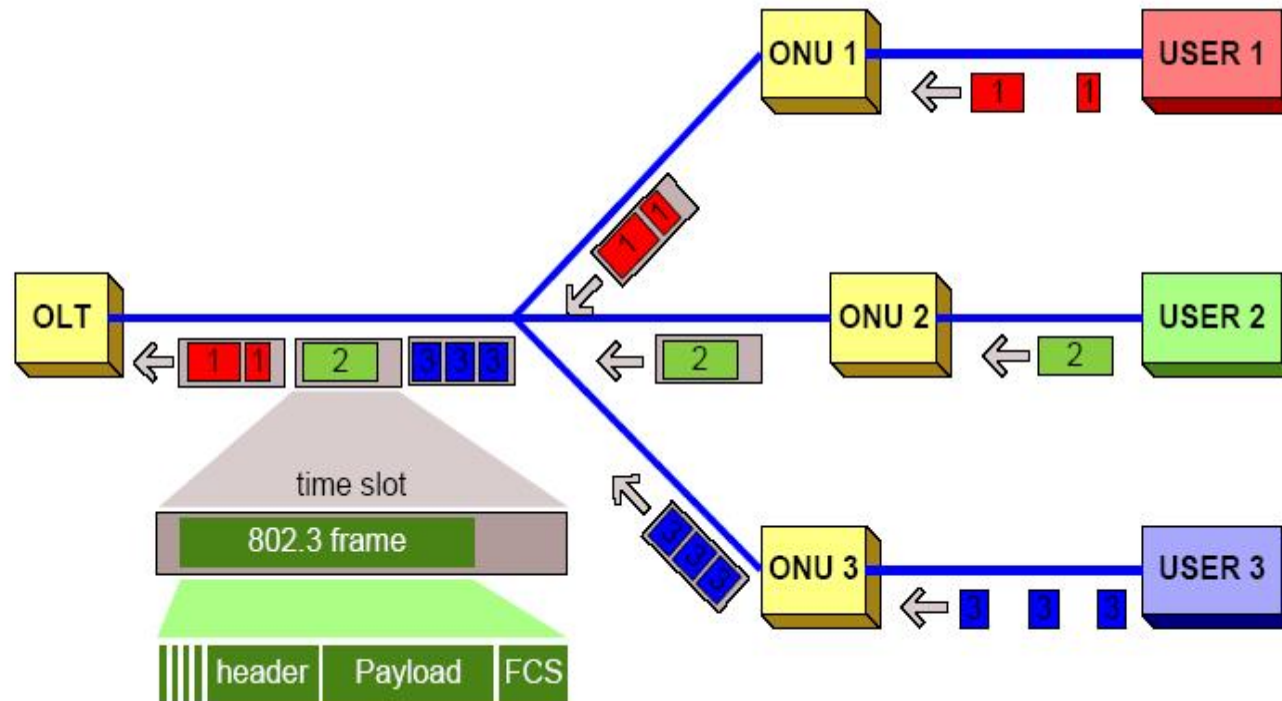 ONU 1
USER 1
1
1
1
1
OLT
ONU 2
USER 2
1
1
2
3
3
3
2
2
time slot
802.3 frame
3
3
3
ONU 3
USER 3
3
3
3
header
Payload
FCS